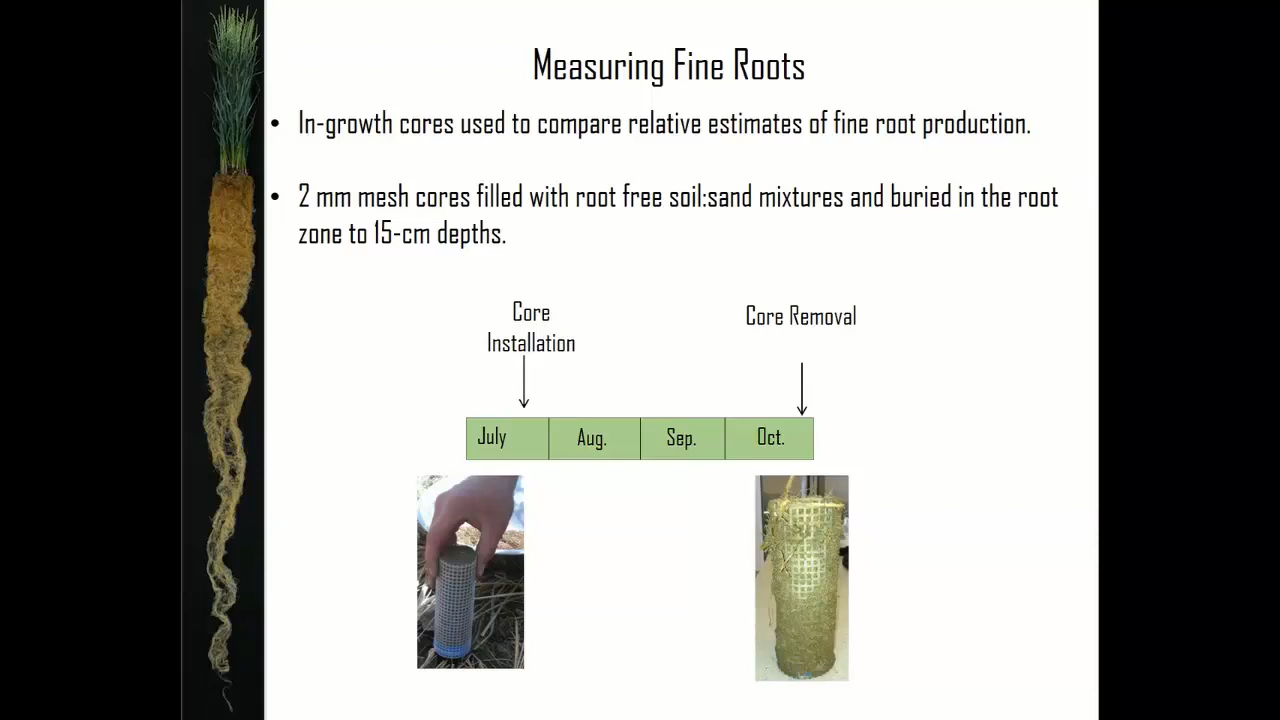 Measuring Fine Roots
• In-growth cores used to compare relative estimates of fine root production.
• 2 mm mesh cores filled with root free soil:sand mixtures and buried in the root
zone to 15-cm depths.
Core
Installation
Core Removal
July Aug. Sep. Oct.